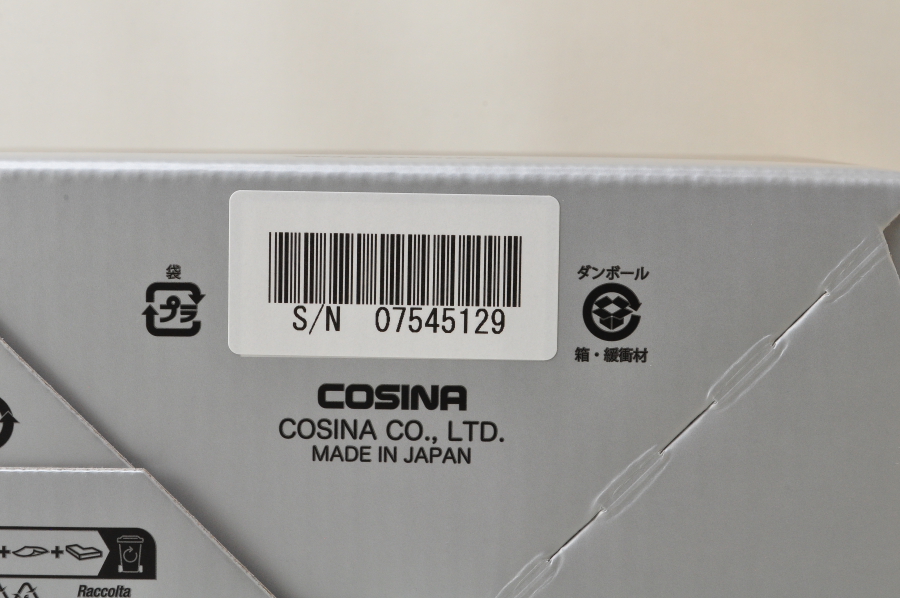 袋
プラ
S/N 07545129
ダンボール
箱・緩衝材
COSINA
COSINA CO., LTD.
MADE IN JAPAN
Raccolta